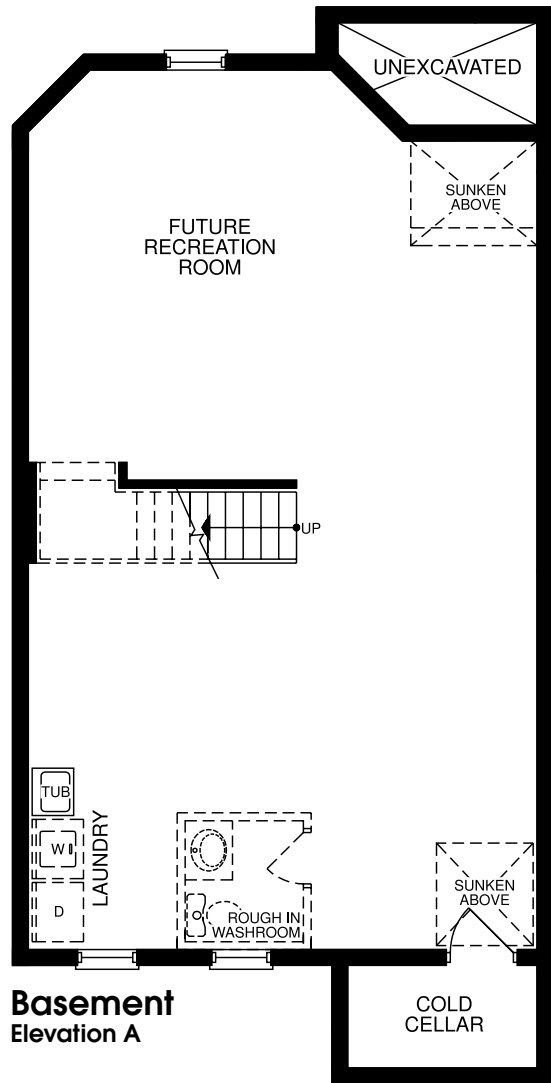 UNEXCAVATED
SUNKEN
ABOVE
FUTURE
RECREATION
ROOM
UP
TUB
W
D
LAUNDRY
ROUGH IN
WASHROOM
SUNKEN
ABOVE
COLD
CELLAR
Basement
Elevation A